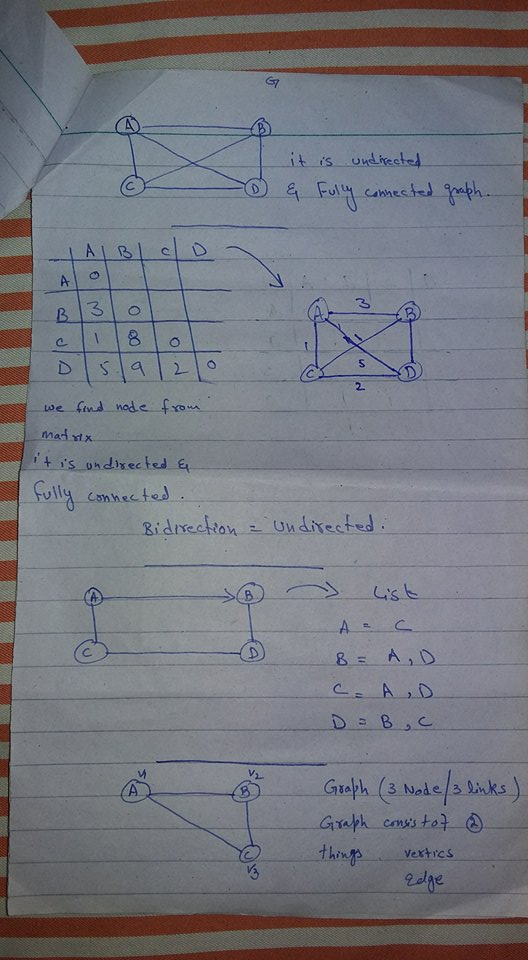 G
A B
C D
it is undirected
& Fully connected graph.
A B C D
A 0
B 3 0
C 1 8 0
D 5 9 2 0
A 3 B
1
5
C 2 D
we find node from
matrix
it is undirected &
fully connected.
Bidirection = Undirected.
A B
C D
List
A = C
B = A, D
C = A, D
D = B, C
V1 V2
A B
C
V3
Graph (3 Node/3 links)
Graph consist of 2
things vertics
Edge